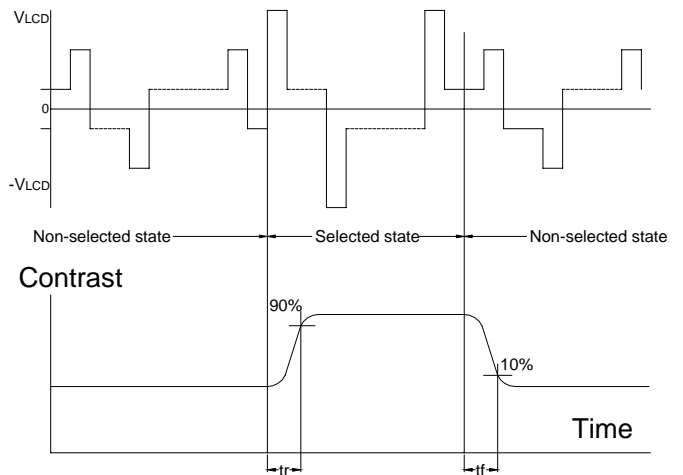 VLCD
0
-VLCD
Non-selected state
Selected state
Non-selected state
Contrast
90%
10%
Time
tr
tf